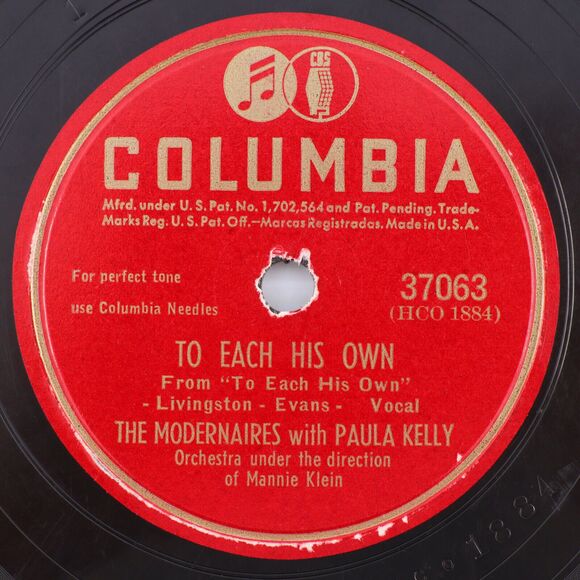 CBS
COLUMBIA
Mfrd. under U. S. Pat. No. 1,702,564 and Pat. Pending. Trade-
Marks Reg. U. S. Pat. Off.—Marcas Registradas. Made in U. S. A.
For perfect tone
use Columbia Needles
37063
(HCO 1884)
TO EACH HIS OWN
From "To Each His Own"
- Livingston - Evans - Vocal
THE MODERNAIRES with PAULA KELLY
Orchestra under the direction
of Mannie Klein
1884